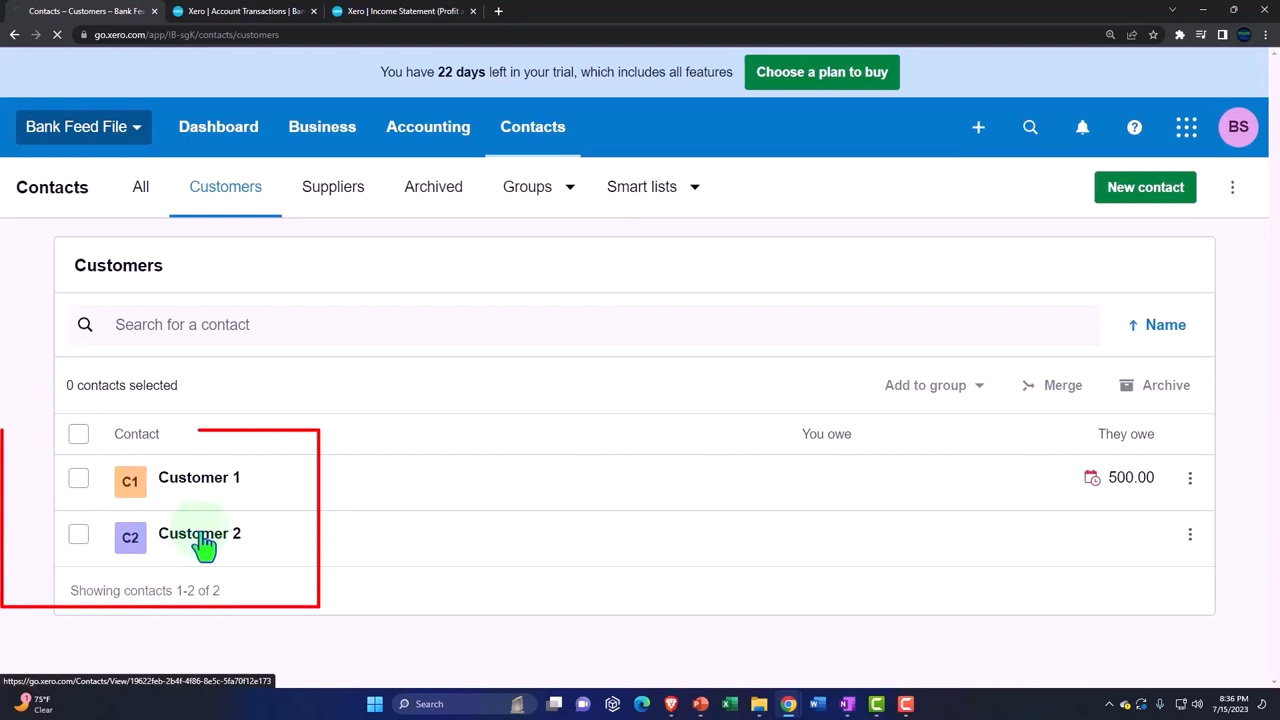 Contacts – Customers – Bank Fee
Xero | Account Transactions | Ban
Xero | Income Statement (Profit a
go.xero.com/app/!8-sgK/contacts/customers
You have 22 days left in your trial, which includes all features
Choose a plan to buy
Bank Feed File
Dashboard
Business
Accounting
Contacts
BS
Contacts
All
Customers
Suppliers
Archived
Groups
Smart lists
New contact
Customers
Search for a contact
Name
0 contacts selected
Add to group
Merge
Archive
Contact
You owe
They owe
C1
Customer 1
500.00
C2
Customer 2
Showing contacts 1-2 of 2
https://go.xero.com/Contacts/View/19622feb-2b4f-4f86-8e5c-5fa70f12e173
75°F
Clear
Search
8:36 PM
7/15/2023